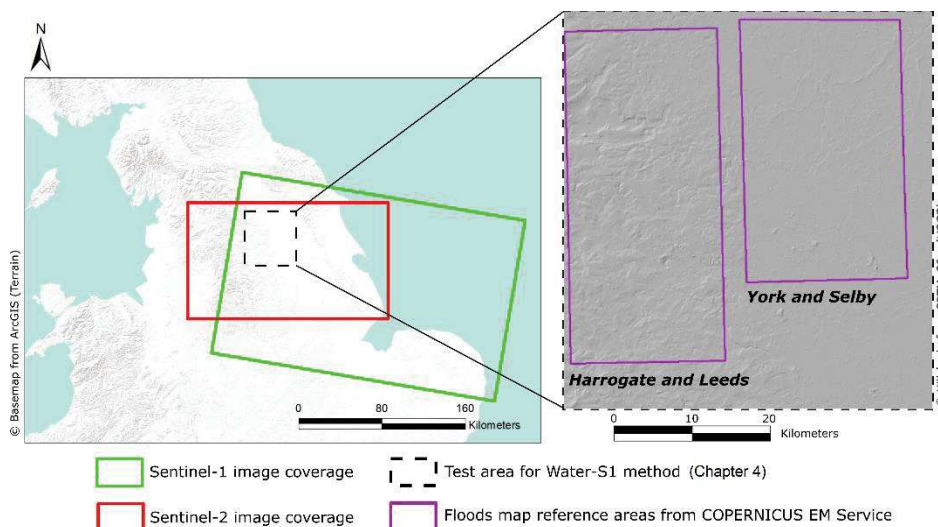 N
© Basemap from ArcGIS (Terrain)
0 80 160
Kilometers
York and Selby
Harrogate and Leeds
0 10 20
Kilometers
Sentinel-1 image coverage
Test area for Water-S1 method (Chapter 4)
Sentinel-2 image coverage
Floods map reference areas from COPERNICUS EM Service